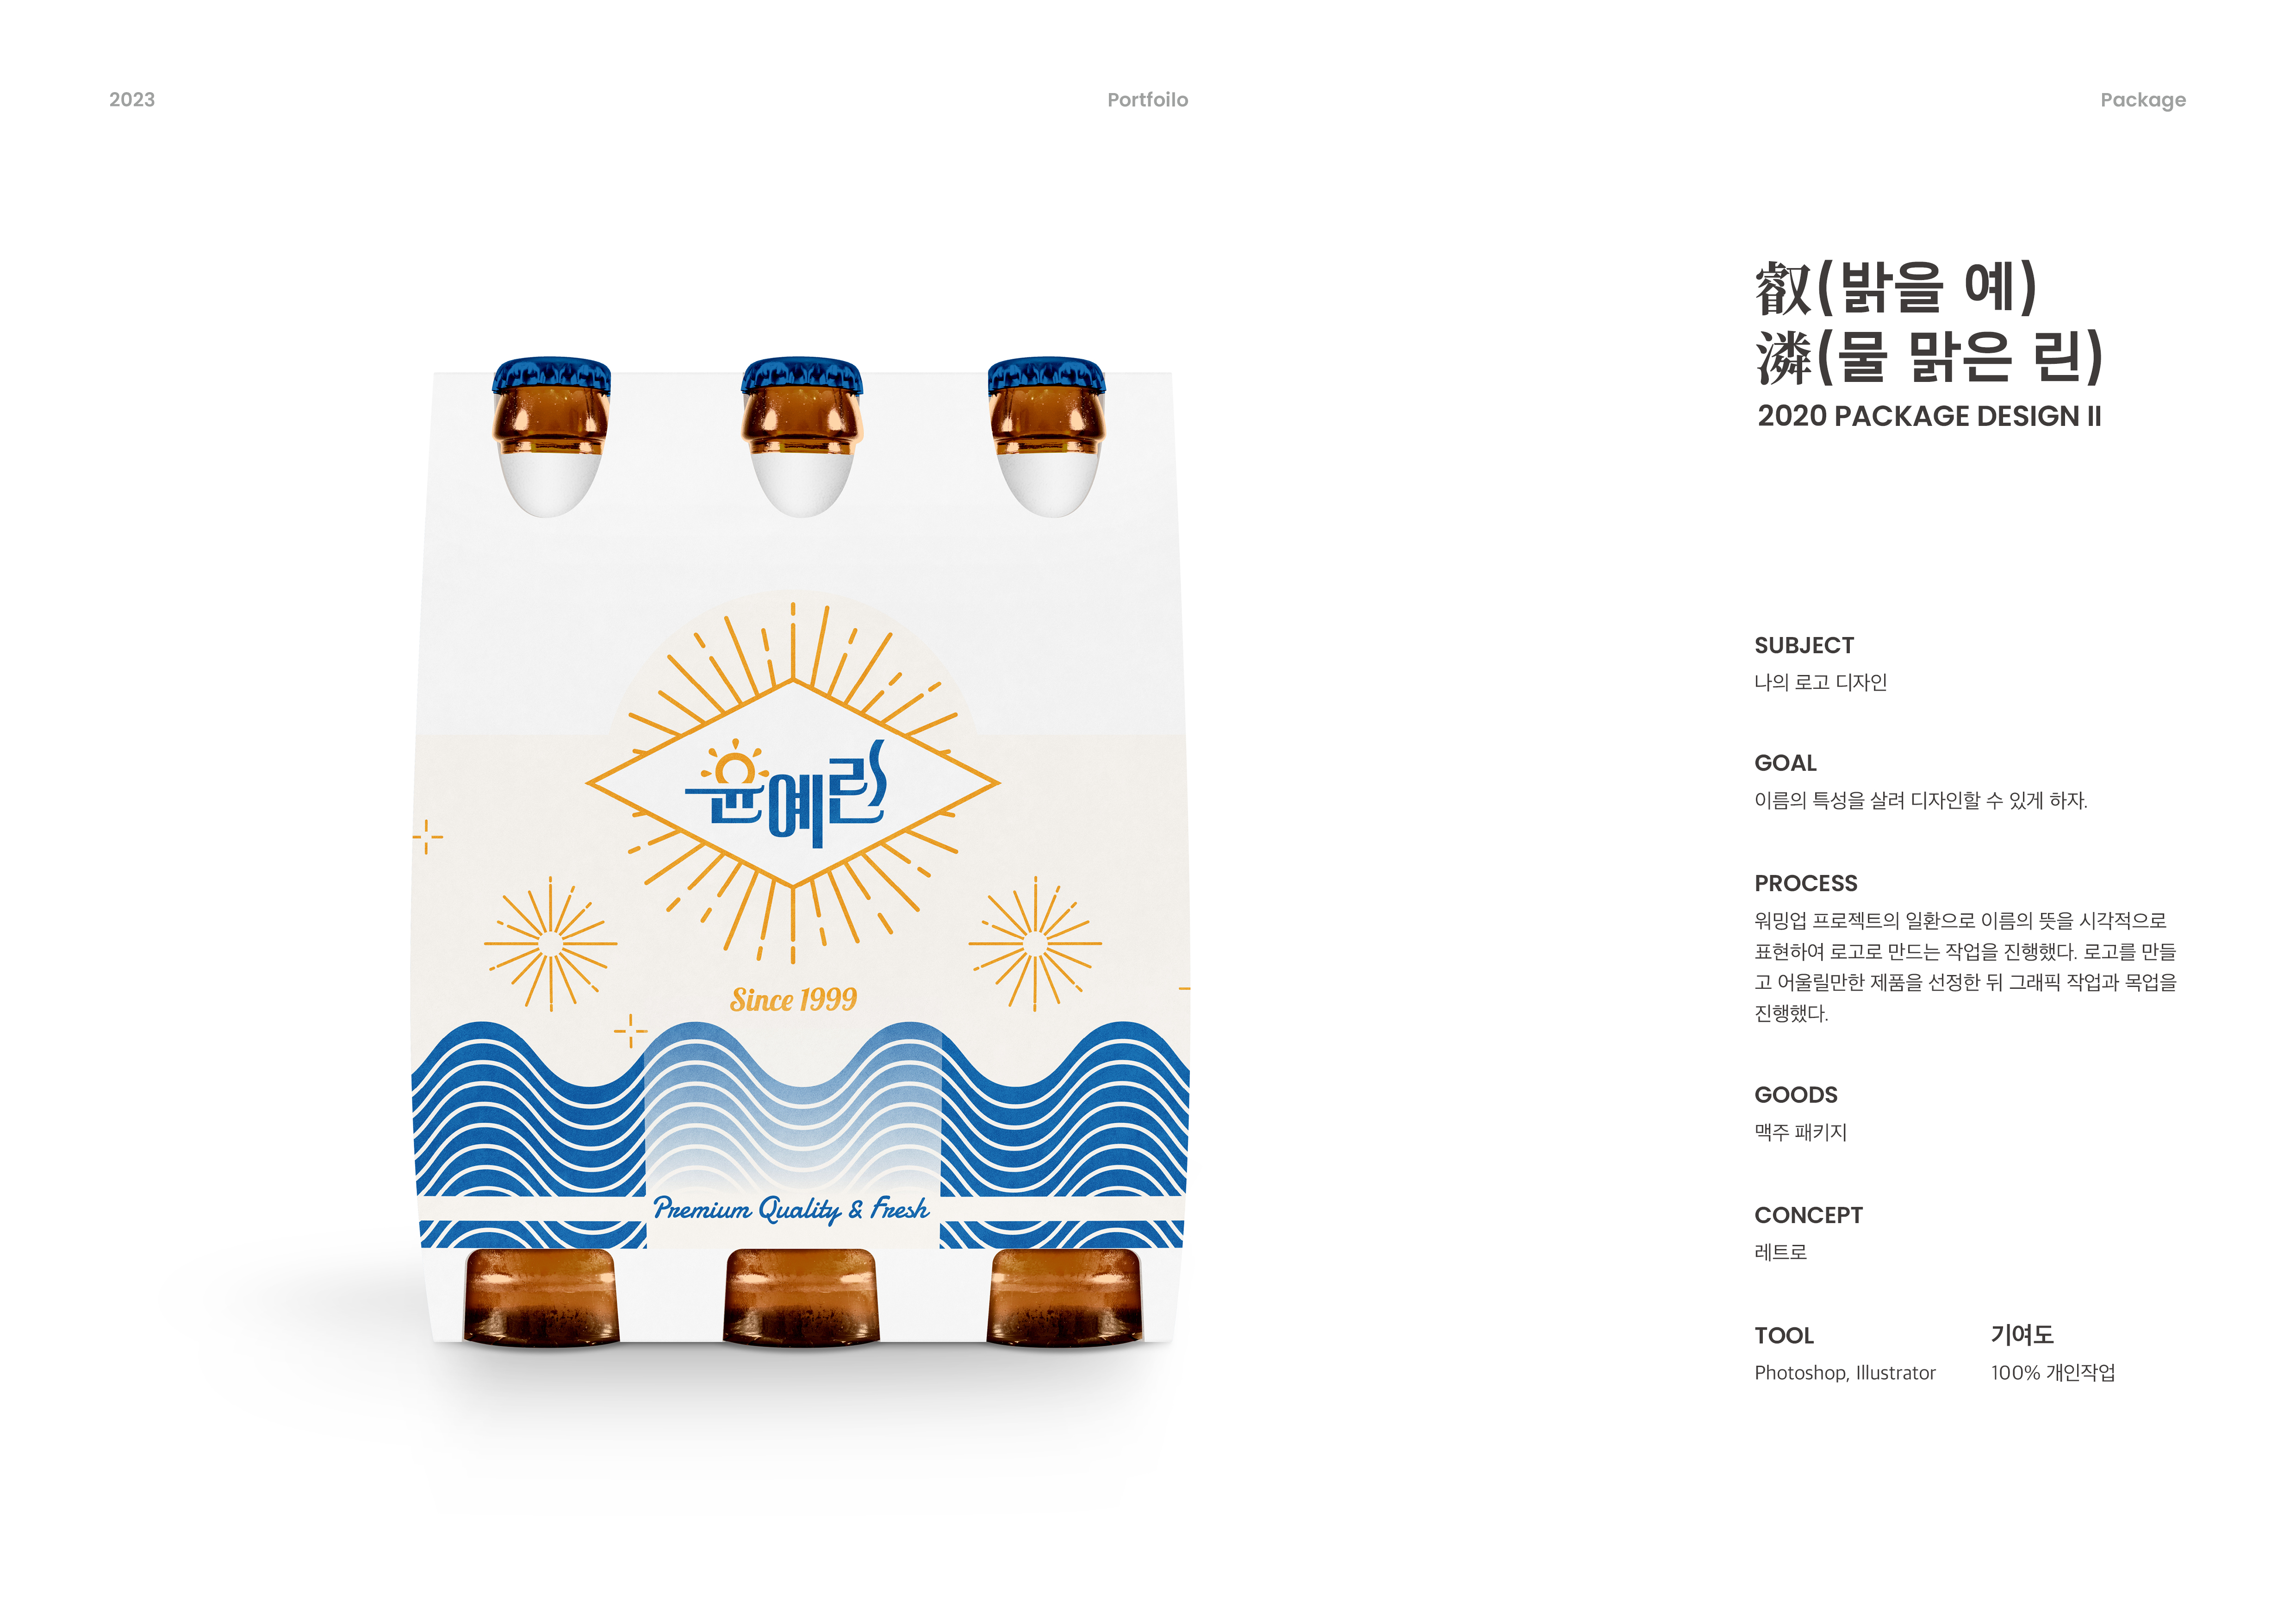 2023
Portfoilo
Package
叡(밝을 예)
潾(물 맑은 린)
2020 PACKAGE DESIGN II
윤예린
Since 1999
Premium Quality & Fresh
SUBJECT
나의 로고 디자인
GOAL
이름의 특성을 살려 디자인할 수 있게 하자.
PROCESS
워밍업 프로젝트의 일환으로 이름의 뜻을 시각적으로
표현하여 로고로 만드는 작업을 진행했다. 로고를 만들
고 어울릴만한 제품을 선정한 뒤 그래픽 작업과 목업을
진행했다.
GOODS
맥주 패키지
CONCEPT
레트로
TOOL
Photoshop, Illustrator
기여도
100% 개인작업